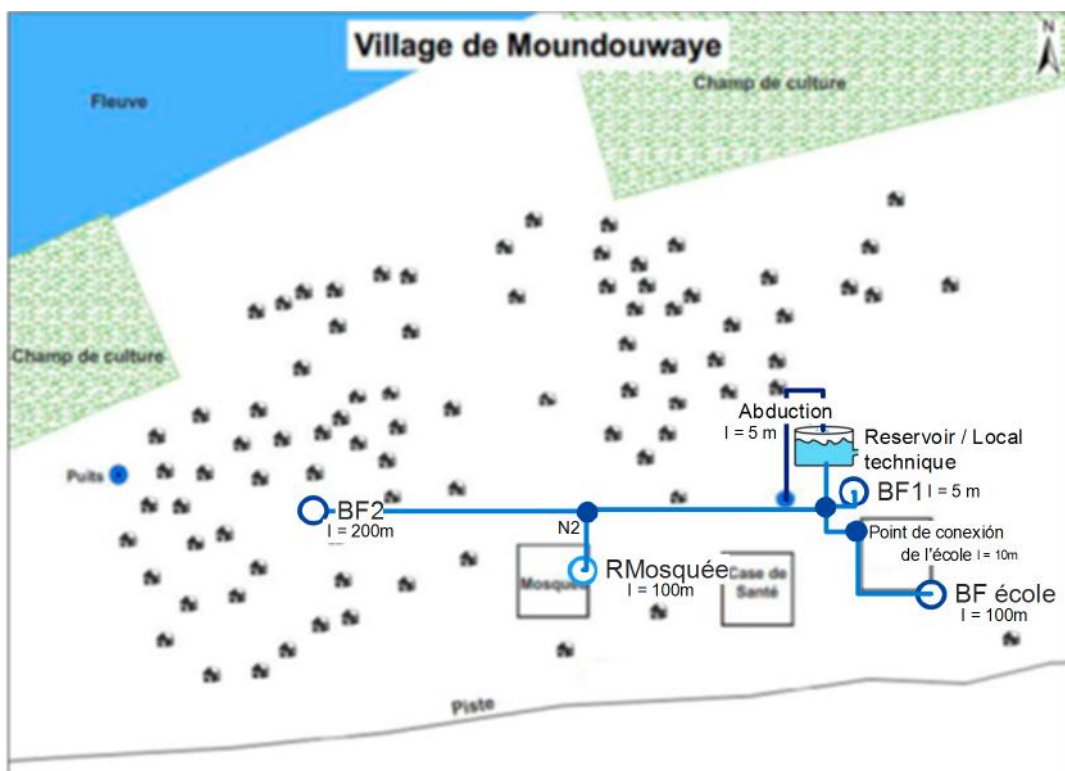 Village de Moundouwaye
N
Fleuve
Champ de culture
Champ de culture
Abduction
l = 5 m
Reservoir / Local
technique
Puits
BF1 l = 5 m
BF2
l = 200m
N2
Point de conexión
de l'école l = 10m
Mosquée
RMosquée
l = 100m
Case de
Santé
BF école
l = 100m
Piste